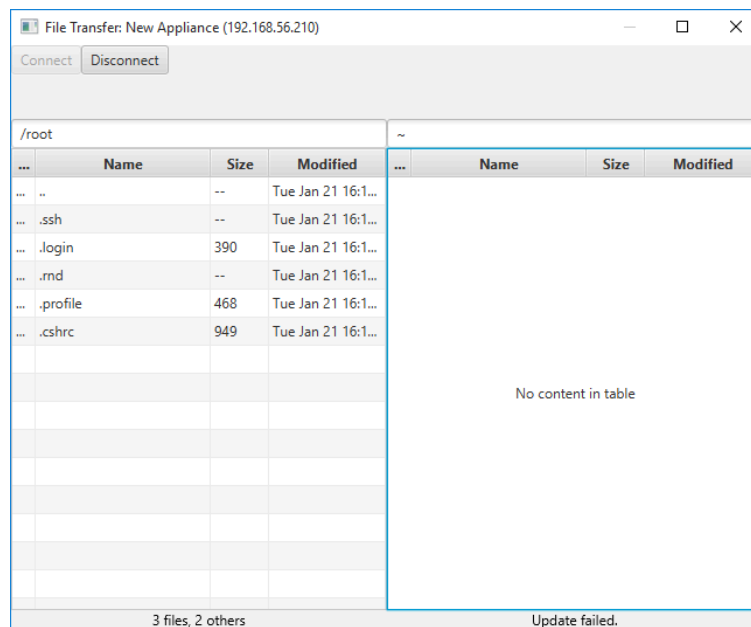 File Transfer: New Appliance (192.168.56.210)
Connect Disconnect
/root ~
... Name Size Modified ... Name Size Modified
... .. -- Tue Jan 21 16:1...
... .ssh -- Tue Jan 21 16:1...
... .login 390 Tue Jan 21 16:1...
... .rnd -- Tue Jan 21 16:1...
... .profile 468 Tue Jan 21 16:1...
... .cshrc 949 Tue Jan 21 16:1...
No content in table
3 files, 2 others Update failed.